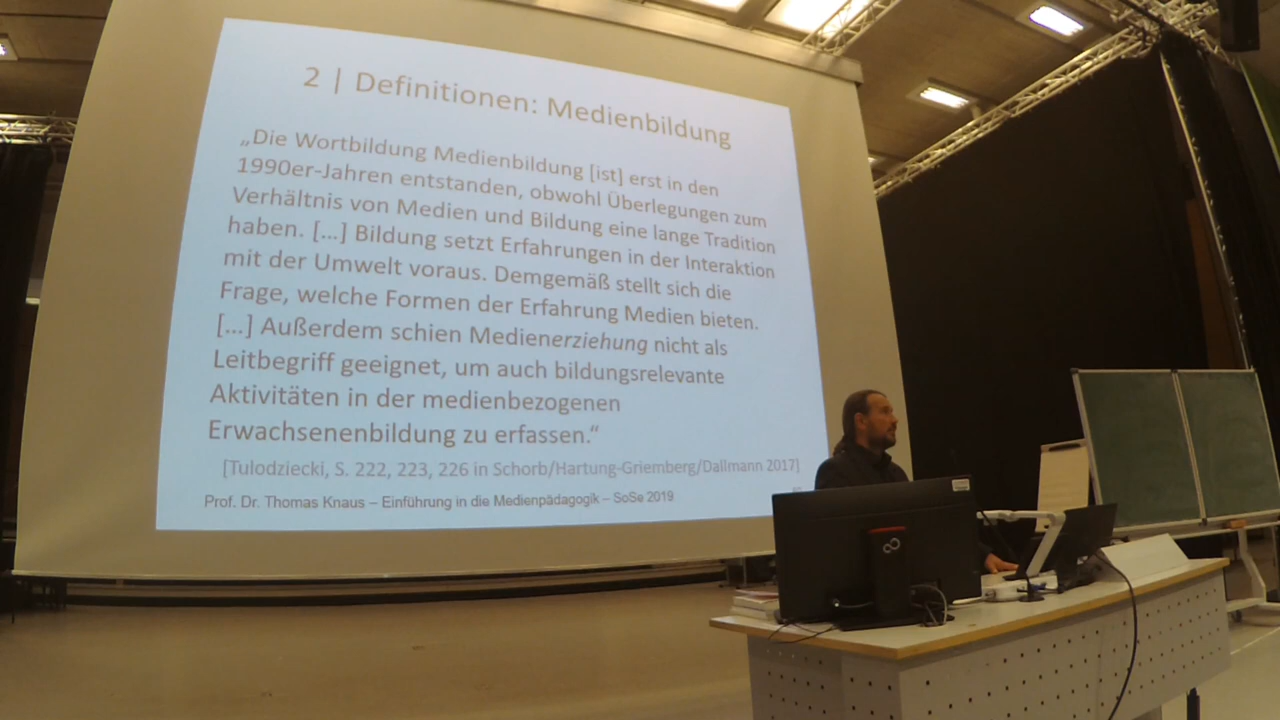 2 | Definitionen: Medienbildung
„Die Wortbildung Medienbildung [ist] erst in den
1990er-Jahren entstanden, obwohl Überlegungen zum
Verhältnis von Medien und Bildung eine lange Tradition
haben. […] Bildung setzt Erfahrungen in der Interaktion
mit der Umwelt voraus. Demgemäß stellt sich die
Frage, welche Formen der Erfahrung Medien bieten.
[…] Außerdem schien Medienerziehung nicht als
Leitbegriff geeignet, um auch bildungsrelevante
Aktivitäten in der medienbezogenen
Erwachsenenbildung zu erfassen.“
[Tulodziecki, S. 222, 223, 226 in Schorb/Hartung-Griemberg/Dallmann 2017]
Prof. Dr. Thomas Knaus – Einführung in die Medienpädagogik – SoSe 2019